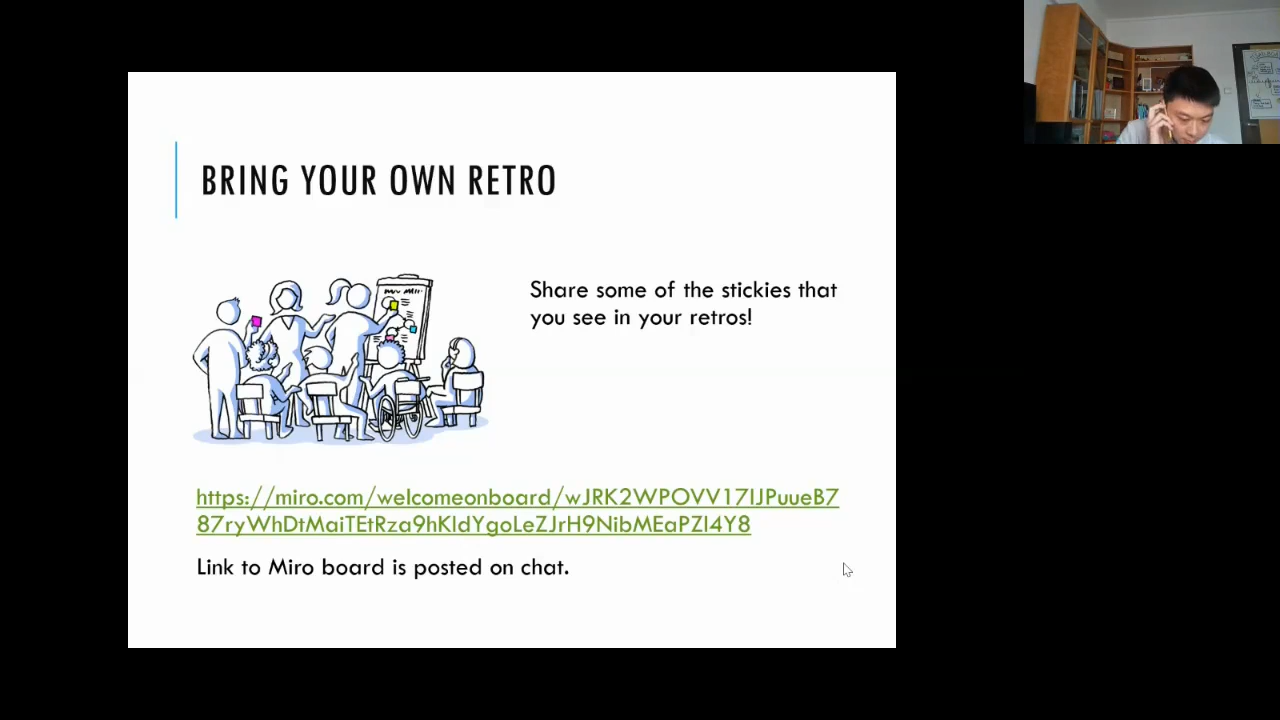 BRING YOUR OWN RETRO
Share some of the stickies that
you see in your retros!
https://miro.com/welcomeonboard/wJRK2WPOVV17IJPuueB7
87ryWhDtMaiTEtRza9hKIdYgoLeZJrH9NibMEaPZI4Y8
Link to Miro board is posted on chat.